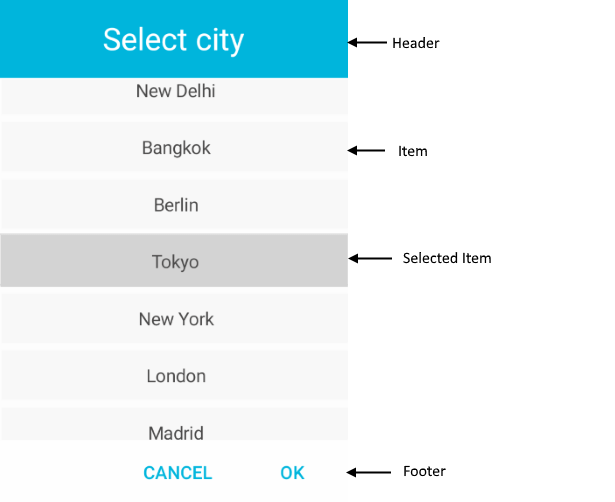 Select city
Header
New Delhi
Bangkok
Item
Berlin
Tokyo
Selected Item
New York
London
Madrid
CANCEL OK
Footer